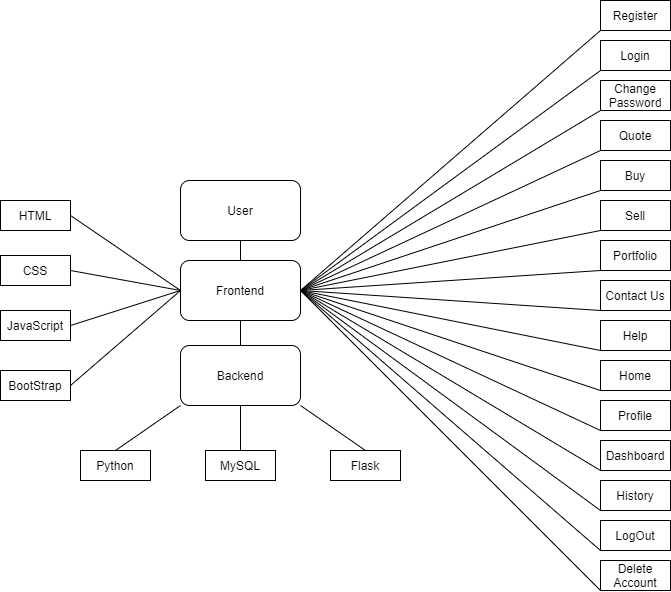 Register
Login
Change
Password
Quote
Buy
User
HTML
Sell
Portfolio
CSS
Frontend
Contact Us
JavaScript
Help
Backend
Home
BootStrap
Profile
Dashboard
Python
MySQL
Flask
History
LogOut
Delete
Account